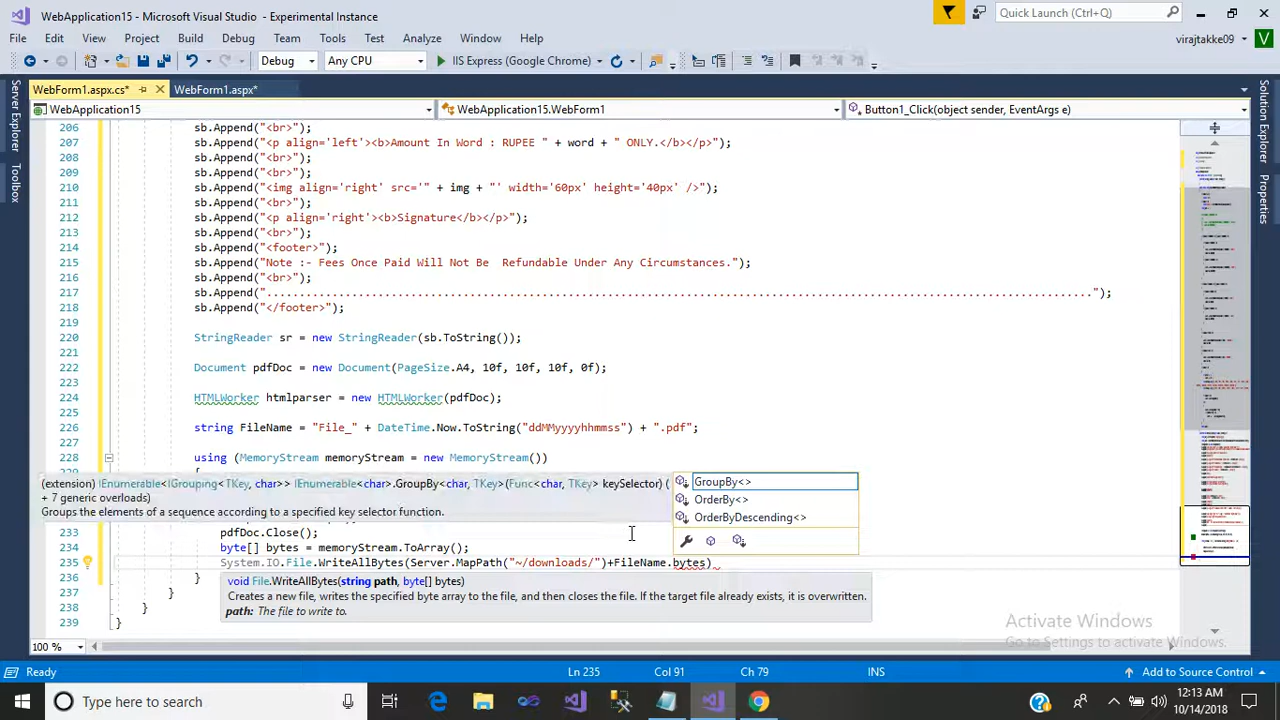 WebApplication15 - Microsoft Visual Studio - Experimental Instance
Quick Launch (Ctrl+Q)
File Edit View Project Build Debug Team Tools Test Analyze Window Help
virajtakke09 V
Debug Any CPU IIS Express (Google Chrome)
WebForm1.aspx.cs* WebForm1.aspx*
WebApplication15 WebApplication15.WebForm1 Button1_Click(object sender, EventArgs e)
Server Explorer
Toolbox
Solution Explorer
Team Explorer
Properties
206 sb.Append("<br>");
207 sb.Append("<p align='left'><b>Amount In Word : RUPEE " + word + " ONLY.</b></p>");
208 sb.Append("<br>");
209 sb.Append("<br>");
210 sb.Append("<img align='right' src='" + img + "' width='60px' height='40px' />");
211 sb.Append("<br>");
212 sb.Append("<p align='right'><b>Signature</b></p>");
213 sb.Append("<br>");
214 sb.Append("<footer>");
215 sb.Append("Note :- Fees Once Paid Will Not Be Refundable Under Any Circumstances.");
216 sb.Append("<br>");
218 sb.Append("</footer>");
219
220 StringReader sr = new StringReader(sb.ToString());
221
222 Document pdfDoc = new Document(PageSize.A4, 10f, 10f, 10f, 0f);
223
224 HTMLWorker htmlparser = new HTMLWorker(pdfDoc);
225
226 string FileName = "File_" + DateTime.Now.ToString("ddMMyyyyhhmmss") + ".pdf";
227
228 using (MemoryStream memoryStream = new MemoryStream())
(extension) IEnumerable<IGrouping<TKey, char>> IEnumerable<char>.GroupBy<char, TKey>(Func<char, TKey> keySelector) (
+ 7 generic overloads)
Groups the elements of a sequence according to a specified key selector function.
GroupBy<>
OrderBy<>
OrderByDescending<>
233 pdfDoc.Close();
234 byte[] bytes = memoryStream.ToArray();
235 System.IO.File.WriteAllBytes(Server.MapPath("~/downloads/")+FileName.bytes)
236 }
void File.WriteAllBytes(string path, byte[] bytes)
Creates a new file, writes the specified byte array to the file, and then closes the file. If the target file already exists, it is overwritten.
path: The file to write to.
237 }
238 }
239 }
Activate Windows
Go to Settings to activate Windows.
100 %
Ready Ln 235 Col 91 Ch 79 INS Add to Source Control
Type here to search
12:13 AM
10/14/2018